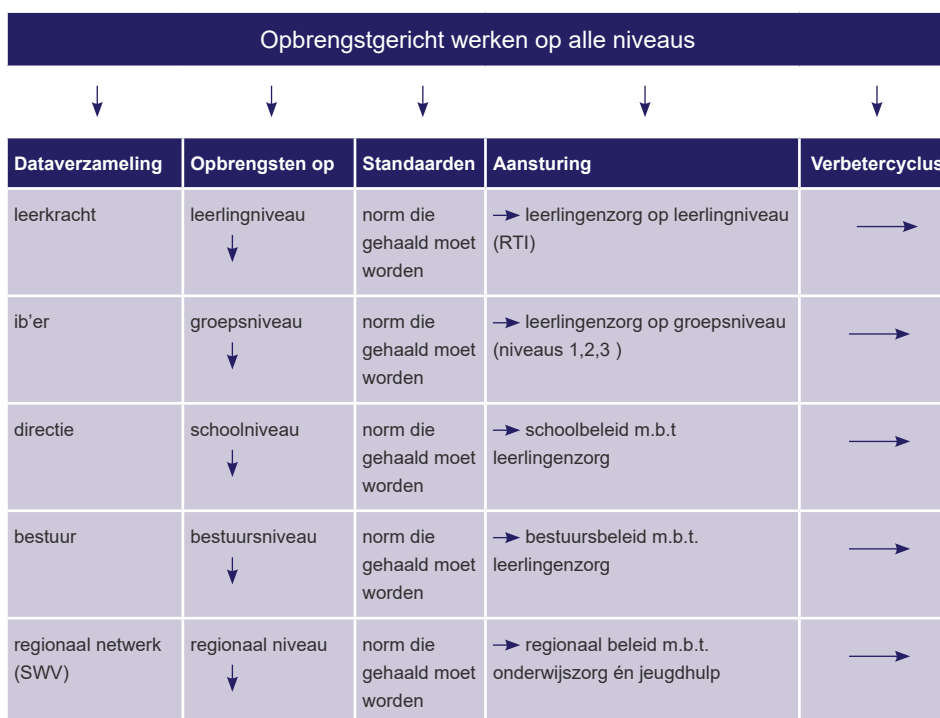 Opbrengstgericht werken op alle niveaus
Dataverzameling Opbrengsten op Standaarden Aansturing Verbetercyclus
leerkracht leerlingniveau norm die gehaald moet worden leerlingenzorg op leerlingniveau (RTI)
ib'er groepsniveau norm die gehaald moet worden leerlingenzorg op groepsniveau (niveaus 1,2,3 )
directie schoolniveau norm die gehaald moet worden schoolbeleid m.b.t leerlingenzorg
bestuur bestuursniveau norm die gehaald moet worden bestuursbeleid m.b.t. leerlingenzorg
regionaal netwerk (SWV) regionaal niveau norm die gehaald moet worden regionaal beleid m.b.t. onderwijszorg én jeugdhulp